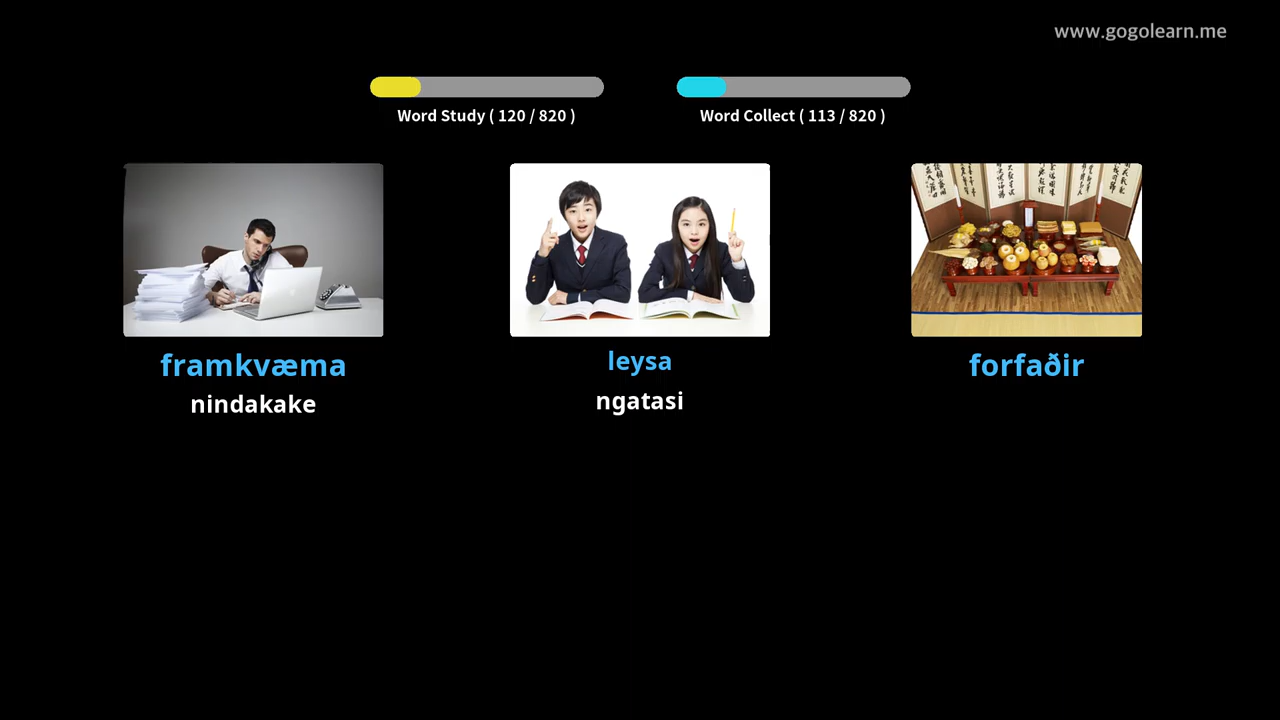 www.gogolearn.me
Word Study ( 120 / 820 )
Word Collect ( 113 / 820 )
framkvæma
nindakake
leysa
ngatasi
forfaðir